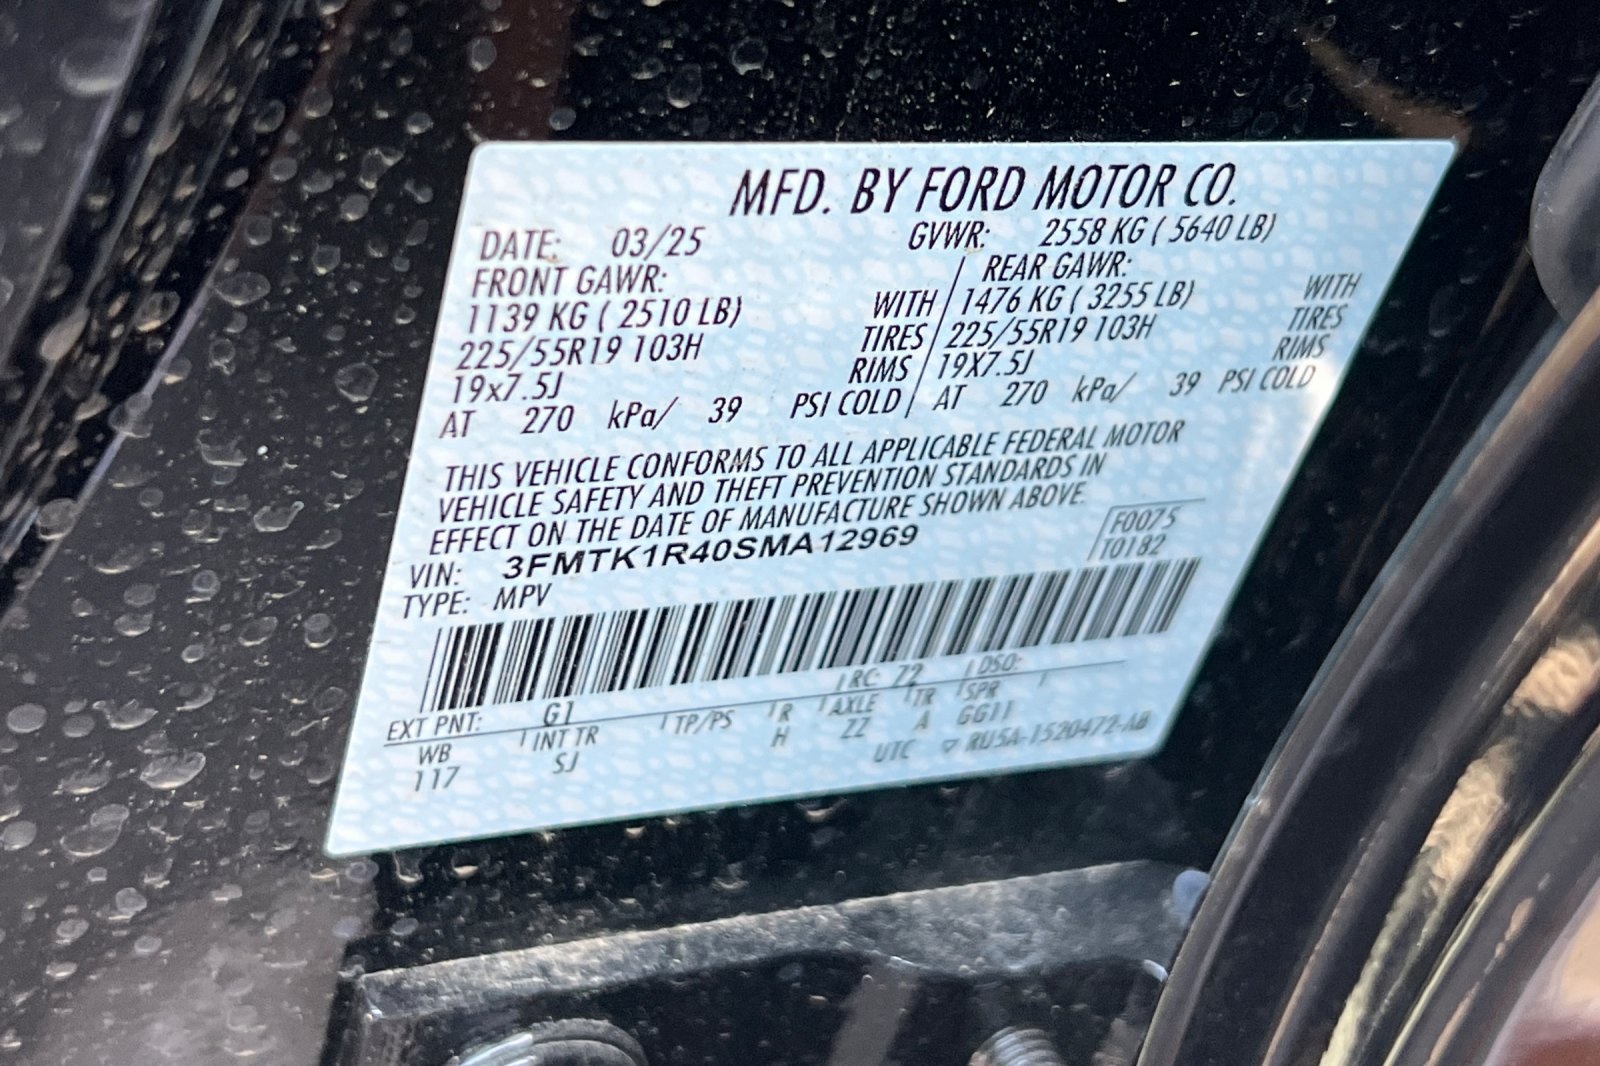 MFD. BY FORD MOTOR CO.
DATE: 03/25 GVWR: 2558 KG ( 5640 LB)
FRONT GAWR: / REAR GAWR:
1139 KG ( 2510 LB) WITH / 1476 KG ( 3255 LB) WITH
225/55R19 103H TIRES / 225/55R19 103H TIRES
19x7.5J RIMS / 19X7.5J RIMS
AT 270 kPa/ 39 PSI COLD / AT 270 kPa/ 39 PSI COLD
THIS VEHICLE CONFORMS TO ALL APPLICABLE FEDERAL MOTOR
VEHICLE SAFETY AND THEFT PREVENTION STANDARDS IN
EFFECT ON THE DATE OF MANUFACTURE SHOWN ABOVE.
VIN: 3FMTK1R40SMA12969 F0075
TYPE: MPV T0182
EXT PNT: G1 RC: 72 DSO:
WB INT TR TP/PS R AXLE TR SPR
117 SJ H ZZ A GG11
UTC ▽ RU5A-1520472-AB